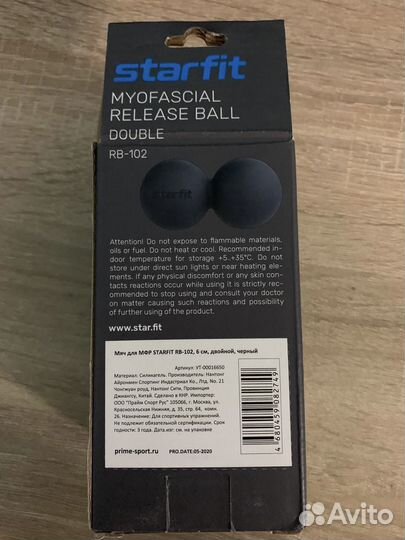 starfit
MYOFASCIAL
RELEASE BALL
DOUBLE
RB-102
starfit
Attention! Do not expose to flammable materials,
oils or fuel. Do not heat or cool. Recommended in-
door temperature for storage +5..+35°C. Do not
store under direct sun lights or near heating ele-
ments. If any physical discomfort or any skin con-
tacts reactions occur while using it is strictly rec-
ommended to stop using and consult your doctor
on matter causing such reactions and possibility
of further using of the product.
www.star.fit
Мяч для МФР STARFIT RB-102, 6 см, двойной, черный
Артикул: УТ-00016650
Материал: Силикагель. Производитель: Нантонг
Айронмен Спортинг Индастриал Ко., Лтд. No. 21
Чонгжуан роуд, Нантонг Сити, Провинция
Джиангсу, Китай. Сделано в КНР. Импортер:
ООО "Прайм Спорт Рус" 105066, г. Москва, ул.
Красносельская Нижняя, д. 35, стр. 64, комн.
26. Назначение: Для спортивных упражнений.
Не подлежит обязательной сертификации. Срок
годности: 3 года. Дата изг.: см. на упаковке
prime-sport.ru
PRO.DATE:05-2020
4680459082749
Avito